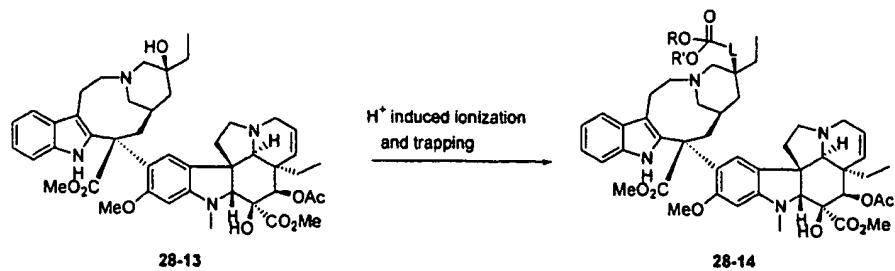 HO
N
N
H
MeO₂C
MeO
N
N
H
OAc
CO₂Me
HO
H
28-13
H⁺ induced ionization
and trapping
RO
O
R'O
L
N
N
H
MeO₂C
MeO
N
N
H
OAc
CO₂Me
HO
H
28-14